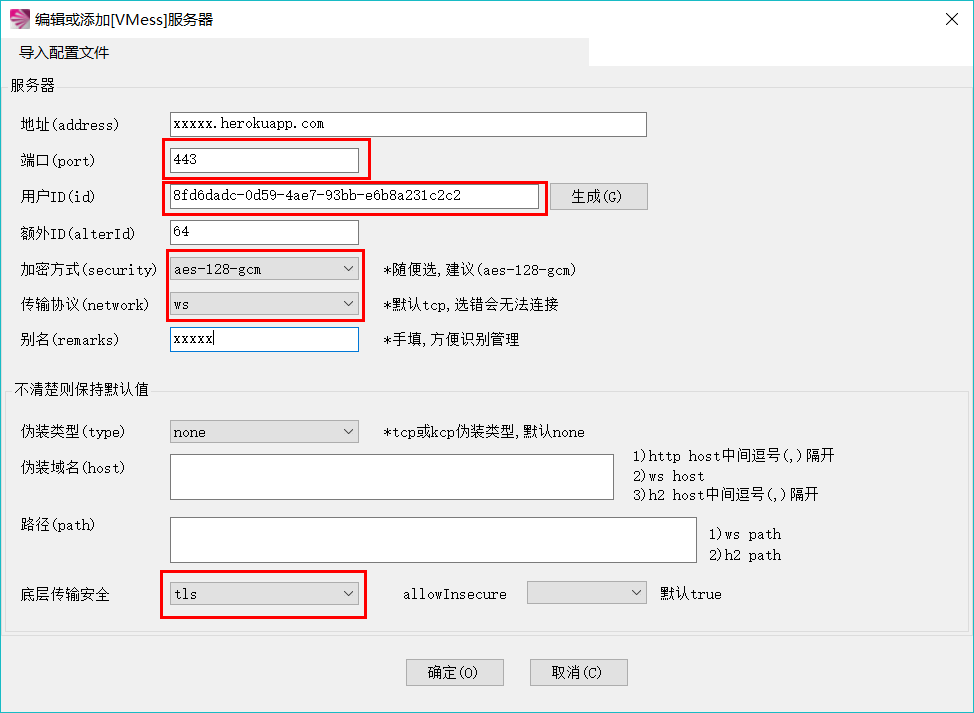 编辑或添加[VMess]服务器
导入配置文件
服务器
地址(address) xxxxx.herokuapp.com
端口(port) 443
用户ID(id) 8fd6dadc-0d59-4ae7-93bb-e6b8a231c2c2 生成(G)
额外ID(alterId) 64
加密方式(security) aes-128-gcm *随便选,建议(aes-128-gcm)
传输协议(network) ws *默认tcp,选错会无法连接
别名(remarks) xxxxx *手填,方便识别管理
不清楚则保持默认值
伪装类型(type) none *tcp或kcp伪装类型,默认none
伪装域名(host)
1)http host中间逗号(,)隔开
2)ws host
3)h2 host中间逗号(,)隔开
路径(path)
1)ws path
2)h2 path
底层传输安全 tls allowInsecure 默认true
确定(O) 取消(C)